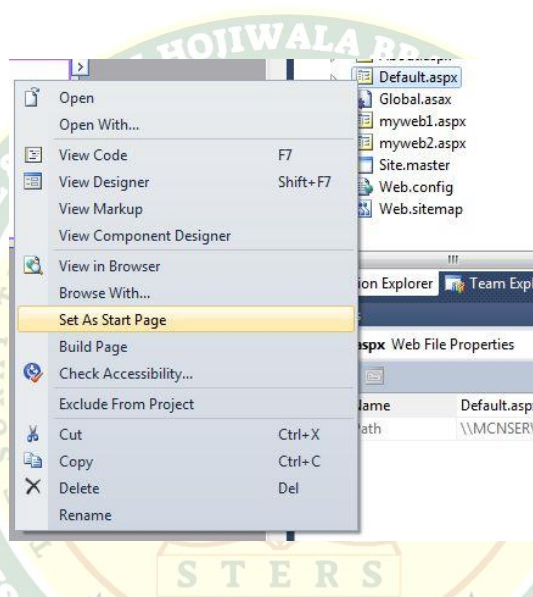 HOJIWALA
Default.aspx
Global.asax
myweb1.aspx
myweb2.aspx
Site.master
Web.config
Web.sitemap
Open
Open With...
View Code F7
View Designer Shift+F7
View Markup
View Component Designer
View in Browser
Browse With...
Set As Start Page
Build Page
Check Accessibility...
Exclude From Project
Cut Ctrl+X
Copy Ctrl+C
Delete Del
Rename
ion Explorer Team Expl
aspx Web File Properties
Name Default.asp
Path \\MCNSER
STERS